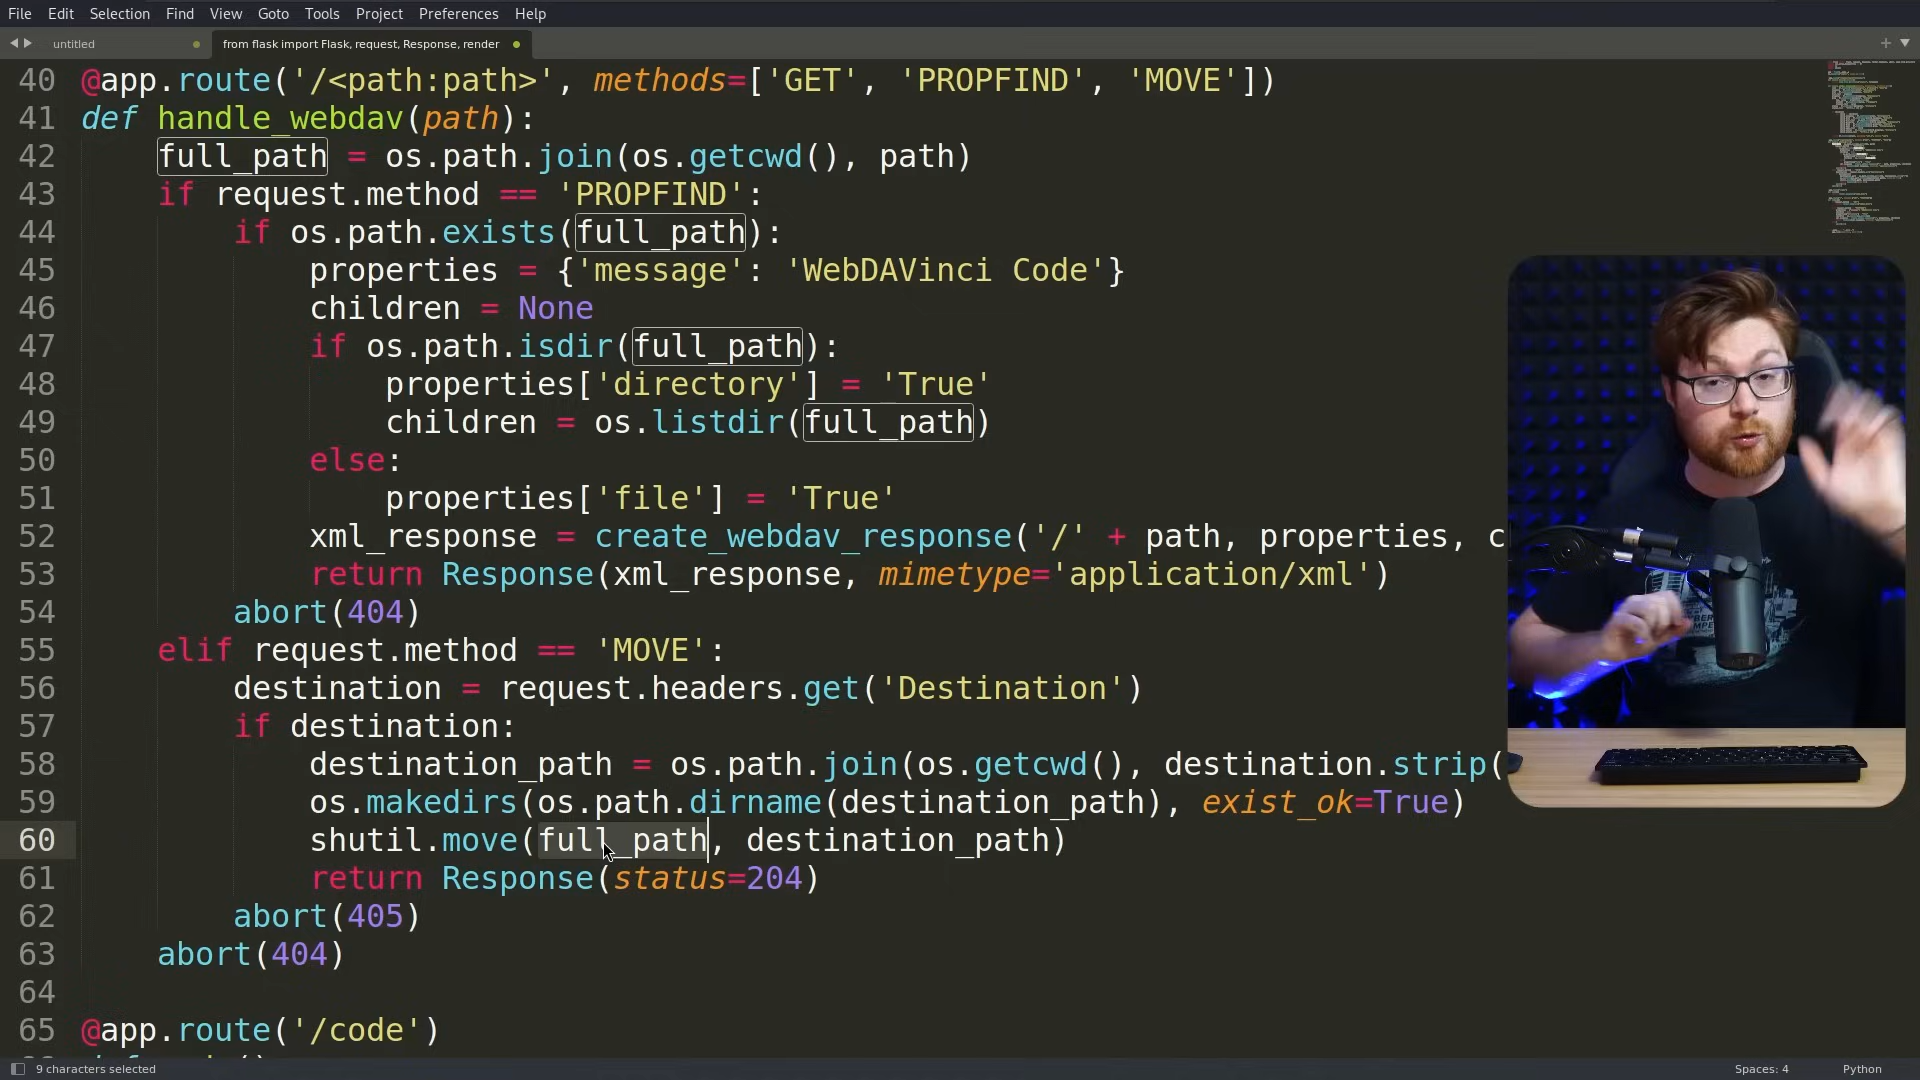 File Edit Selection Find View Goto Tools Project Preferences Help
untitled
from flask import Flask, request, Response, render
40 @app.route('/<path:path>', methods=['GET', 'PROPFIND', 'MOVE'])
41 def handle_webdav(path):
42 full_path = os.path.join(os.getcwd(), path)
43 if request.method == 'PROPFIND':
44 if os.path.exists(full_path):
45 properties = {'message': 'WebDAVinci Code'}
46 children = None
47 if os.path.isdir(full_path):
48 properties['directory'] = 'True'
49 children = os.listdir(full_path)
50 else:
51 properties['file'] = 'True'
52 xml_response = create_webdav_response('/' + path, properties, c
53 return Response(xml_response, mimetype='application/xml')
54 abort(404)
55 elif request.method == 'MOVE':
56 destination = request.headers.get('Destination')
57 if destination:
58 destination_path = os.path.join(os.getcwd(), destination.strip(
59 os.makedirs(os.path.dirname(destination_path), exist_ok=True)
60 shutil.move(full_path, destination_path)
61 return Response(status=204)
62 abort(405)
63 abort(404)
64
65 @app.route('/code')
9 characters selected
Spaces: 4
Python